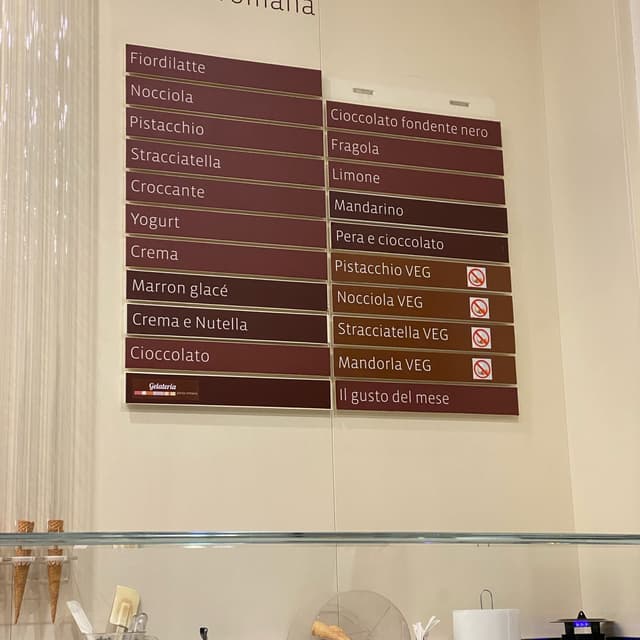 romana
Fiordilatte
Nocciola
Pistacchio
Stracciatella
Croccante
Yogurt
Crema
Marron glacé
Crema e Nutella
Cioccolato
Gelateria
Cioccolato fondente nero
Fragola
Limone
Mandarino
Pera e cioccolato
Pistacchio VEG
Nocciola VEG
Stracciatella VEG
Mandorla VEG
Il gusto del mese